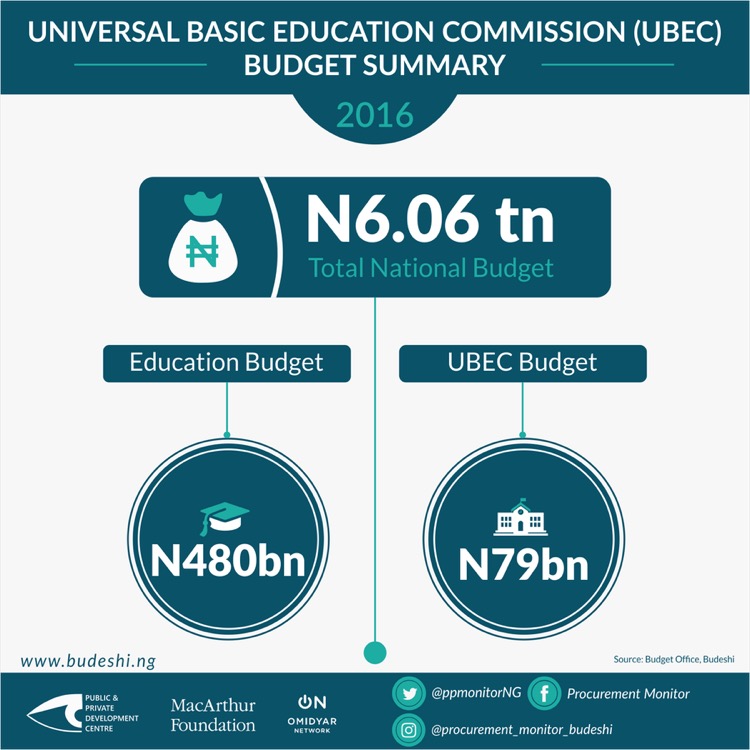 UNIVERSAL BASIC EDUCATION COMMISSION (UBEC)
BUDGET SUMMARY
2016
N6.06 tn
Total National Budget
Education Budget
UBEC Budget
N480bn
N79bn
www.budeshi.ng
Source: Budget Office, Budeshi
PUBLIC &
PRIVATE
DEVELOPMENT
CENTRE
MacArthur
Foundation
ON
OMIDYAR
NETWORK
@ppmonitorNG
Procurement Monitor
@procurement_monitor_budeshi